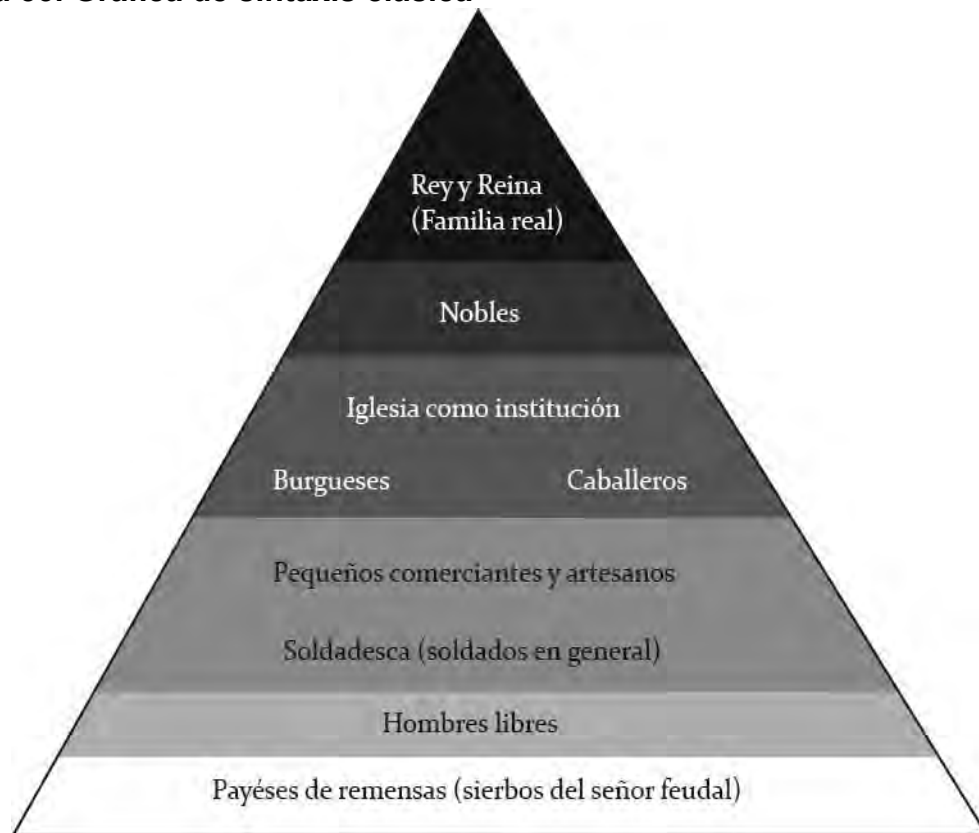 Rey y Reina
(Familia real)
Nobles
Iglesia como institución
Burgueses Caballeros
Pequeños comerciantes y artesanos
Soldadesca (soldados en general)
Hombres libres
Payéses de remensas (sierbos del señor feudal)